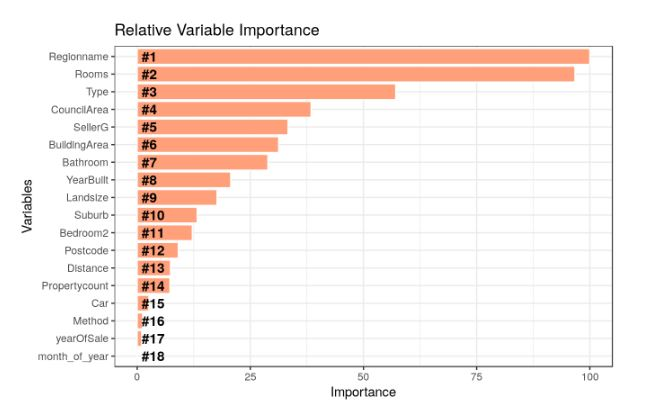 Relative Variable Importance
Variables
Regionname #1
Rooms #2
Type #3
CouncilArea #4
SellerG #5
BuildingArea #6
Bathroom #7
YearBuilt #8
Landsize #9
Suburb #10
Bedroom2 #11
Postcode #12
Distance #13
Propertycount #14
Car #15
Method #16
yearOfSale #17
month_of_year #18
0 25 50 75 100
Importance